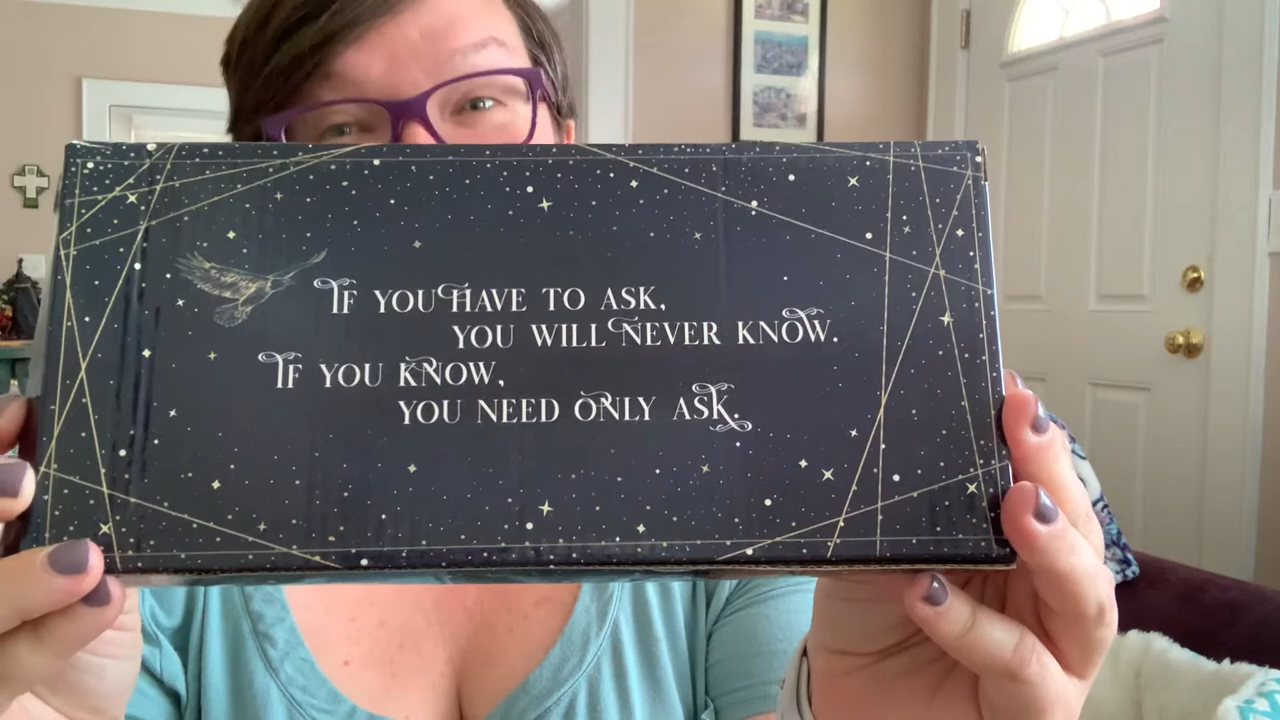 IF YOU HAVE TO ASK,
YOU WILL NEVER KNOW.
IF YOU KNOW,
YOU NEED ONLY ASK.